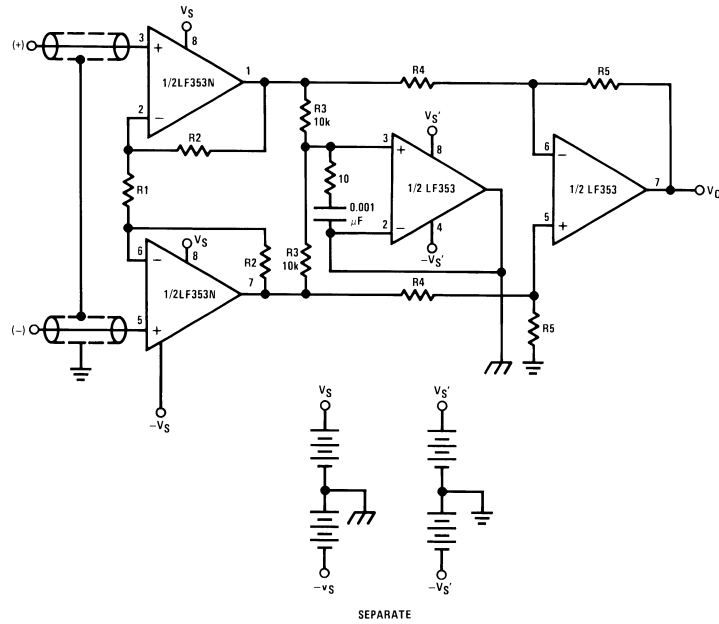 VS
8
(+)
3
+
1/2LF353N
1
2
−
R2
R1
R3
10k
R4
R5
VS'
8
3
+
10
0.001
μF
1/2 LF353
2
−
4
−VS'
6
−
1/2 LF353
7
VO
5
+
VS
8
6
−
R2
R3
10k
1/2LF353N
7
R4
R5
(−)
5
+
−VS
VS
VS'
−VS
−VS'
SEPARATE